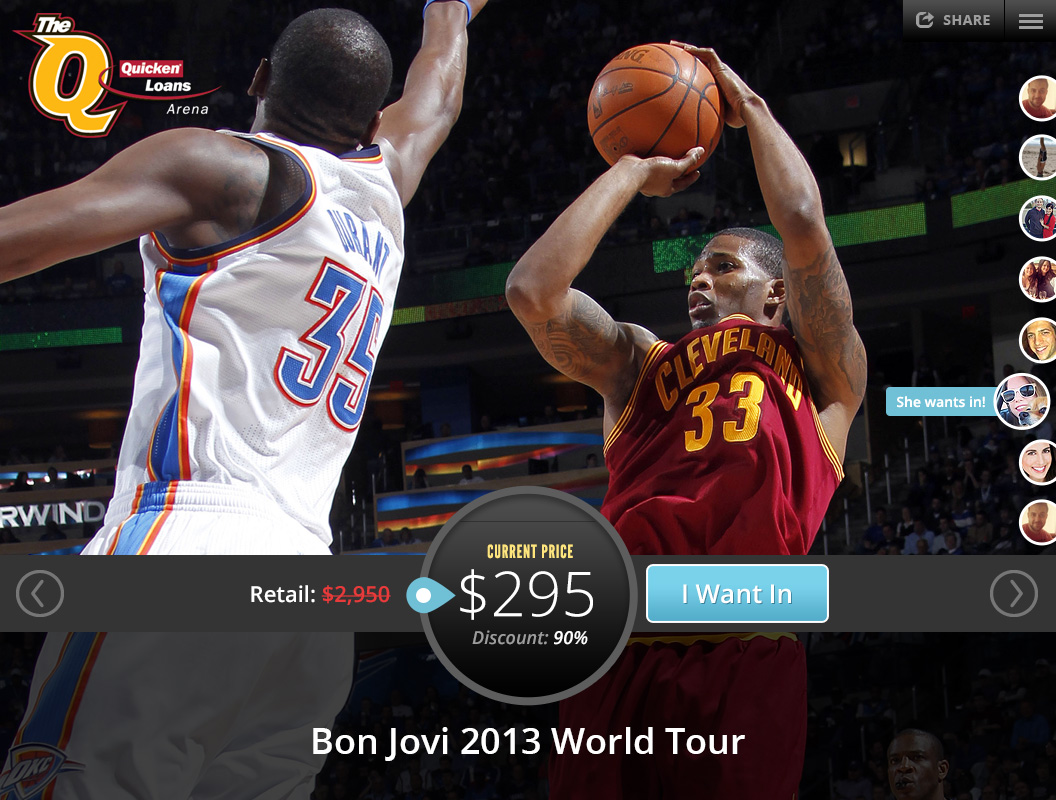 SHARE
The
Q
Quicken
Loans
Arena
DURANT
35
CLEVELAND
33
She wants in!
RWIND
CURRENT PRICE
Retail: $2,950
$295
I Want In
Discount: 90%
Bon Jovi 2013 World Tour
OKC